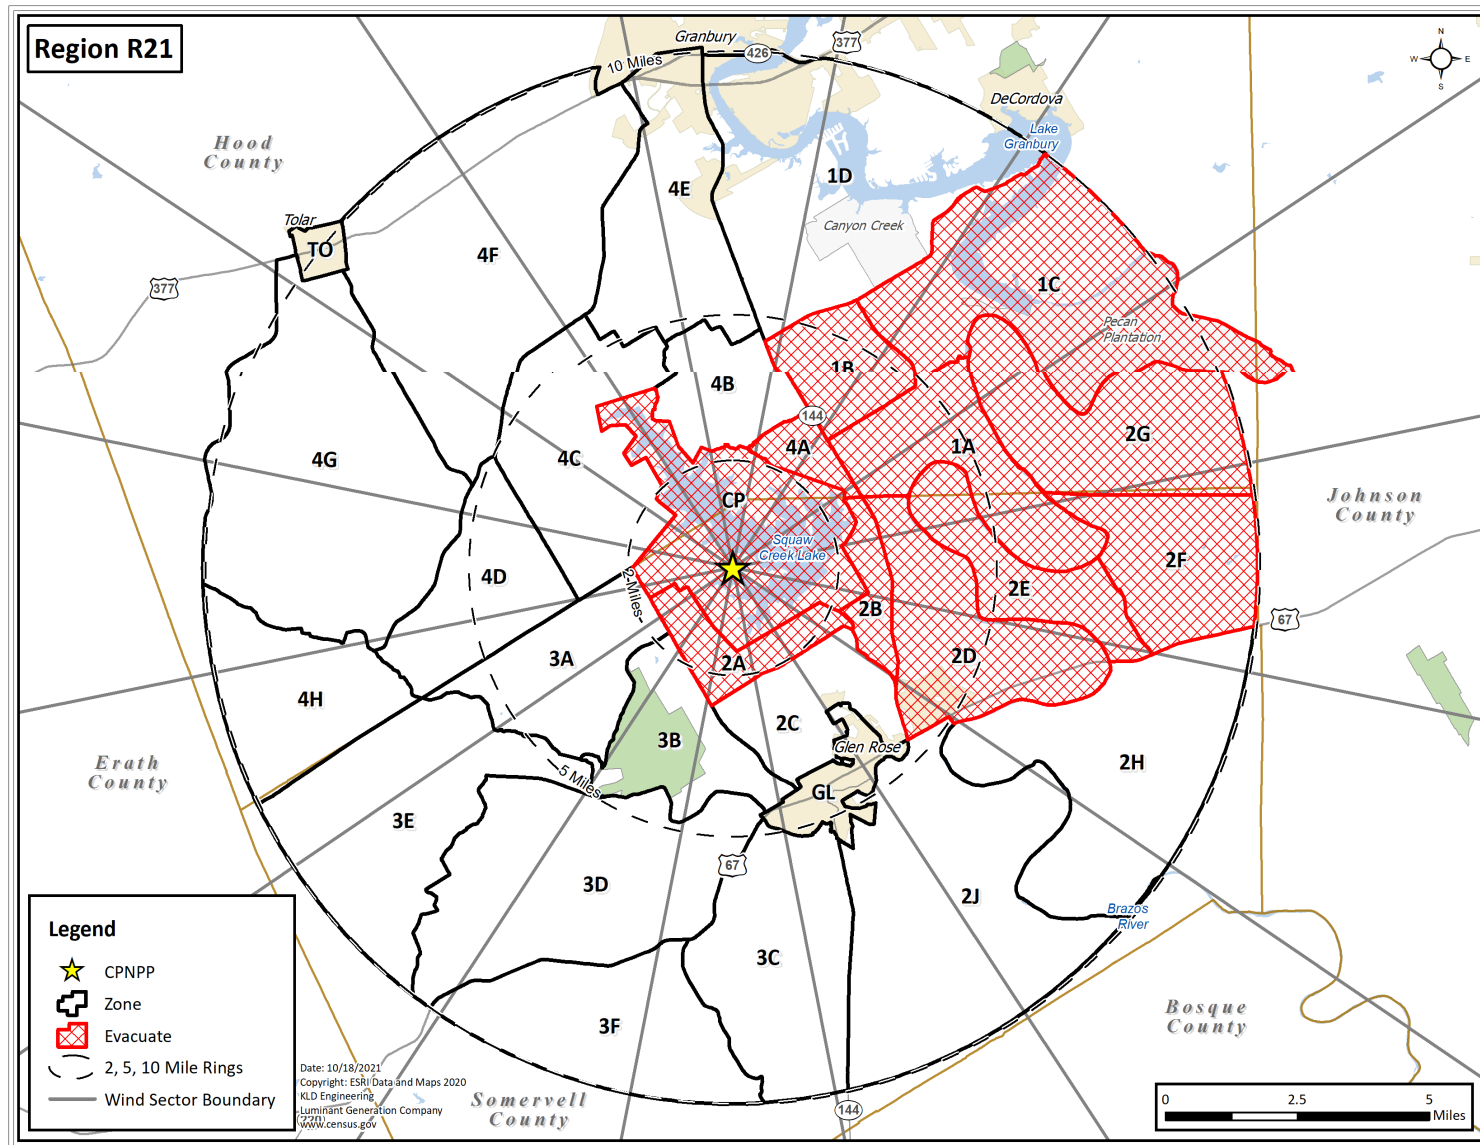 Region R21
Granbury
377
426
10 Miles
N
W E
S
DeCordova
Lake
Granbury
Hood
County
4E
1D
Tolar
TO
4F
Canyon Creek
377
1C
Pecan
Plantation
1B
4B
144
4A
1A
2G
4G
4C
CP
Johnson
County
Squaw
Creek Lake
2F
4D
2 Miles
2E
2B
67
3A
2A
2D
4H
2C
3B
Glen Rose
2H
Erath
County
5 Miles
GL
3E
67
3D
2J
Brazos
River
3C
Bosque
County
3F
Legend
CPNPP
Zone
Evacuate
2, 5, 10 Mile Rings
Wind Sector Boundary
Date: 10/18/2021
Copyright: ESRI Data and Maps 2020
KLD Engineering
Luminant Generation Company
www.census.gov
Somervell
County
144
0 2.5 5
Miles